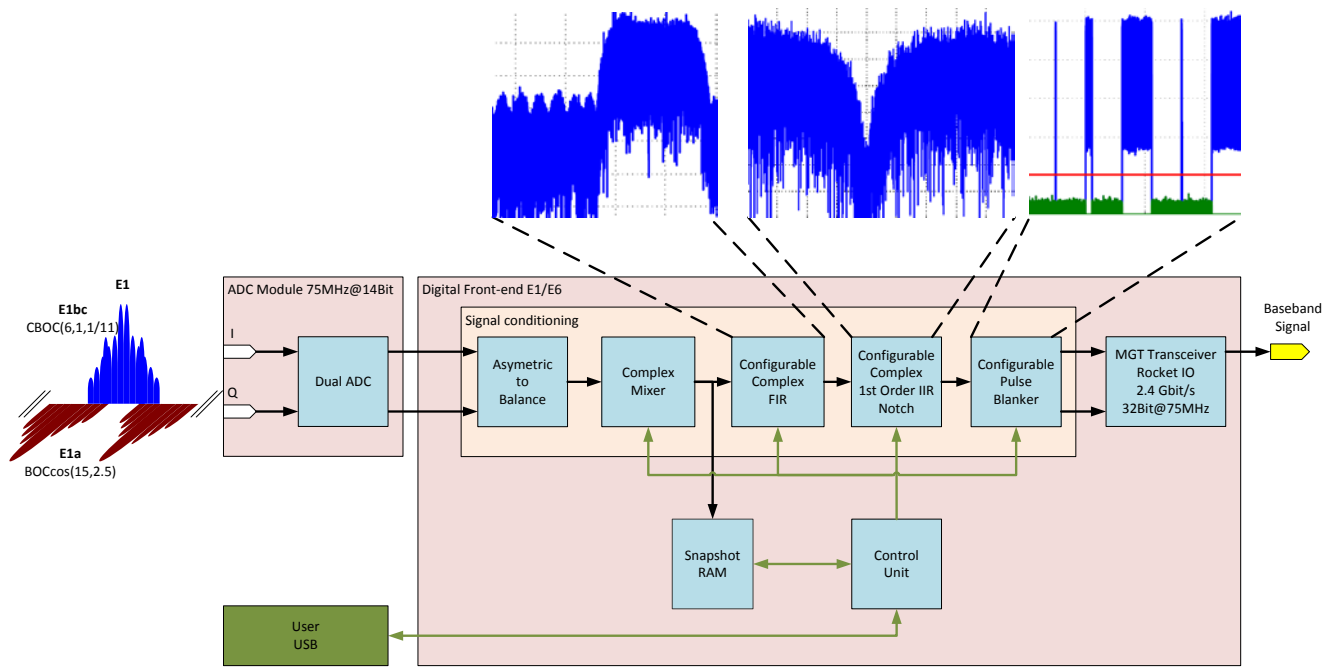 E1
E1bc
CBOC(6,1,1/11)
E1a
BOCcos(15,2.5)
ADC Module 75MHz@14Bit
I
Q
Dual ADC
Digital Front-end E1/E6
Signal conditioning
Asymetric
to
Balance
Complex
Mixer
Configurable
Complex
FIR
Configurable
Complex
1st Order IIR
Notch
Configurable
Pulse
Blanker
MGT Transceiver
Rocket IO
2.4 Gbit/s
32Bit@75MHz
Baseband
Signal
Snapshot
RAM
Control
Unit
User
USB